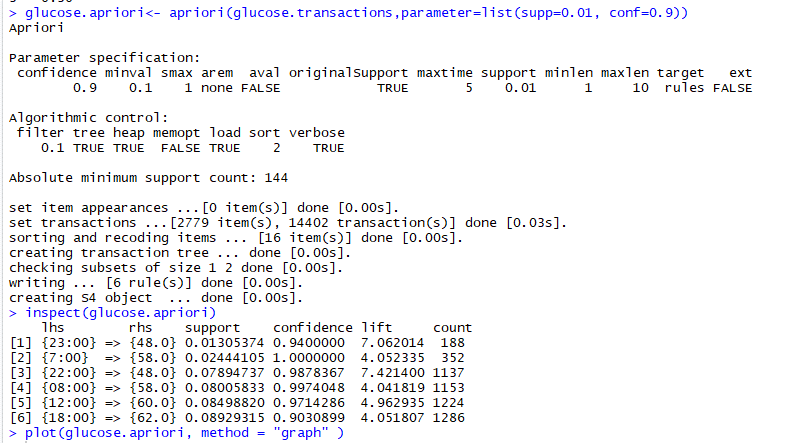 > glucose.apriori<- apriori(glucose.transactions,parameter=list(supp=0.01, conf=0.9))
Apriori
Parameter specification:
 confidence minval smax arem  aval originalSupport maxtime support minlen maxlen target   ext
        0.9    0.1    1 none FALSE            TRUE       5    0.01      1     10  rules FALSE
Algorithmic control:
 filter tree heap memopt load sort verbose
    0.1 TRUE TRUE  FALSE TRUE    2    TRUE
Absolute minimum support count: 144
set item appearances ...[0 item(s)] done [0.00s].
set transactions ...[2779 item(s), 14402 transaction(s)] done [0.03s].
sorting and recoding items ... [16 item(s)] done [0.00s].
creating transaction tree ... done [0.00s].
checking subsets of size 1 2 done [0.00s].
writing ... [6 rule(s)] done [0.00s].
creating S4 object  ... done [0.00s].
> inspect(glucose.apriori)
    lhs        rhs    support    confidence lift     count
[1] {23:00} => {48.0} 0.01305374 0.9400000  7.062014  188
[2] {7:00}  => {58.0} 0.02444105 1.0000000  4.052335  352
[3] {22:00} => {48.0} 0.07894737 0.9878367  7.421400 1137
[4] {08:00} => {58.0} 0.08005833 0.9974048  4.041819 1153
[5] {12:00} => {60.0} 0.08498820 0.9714286  4.962935 1224
[6] {18:00} => {62.0} 0.08929315 0.9030899  4.051807 1286
> plot(glucose.apriori, method = "graph" )